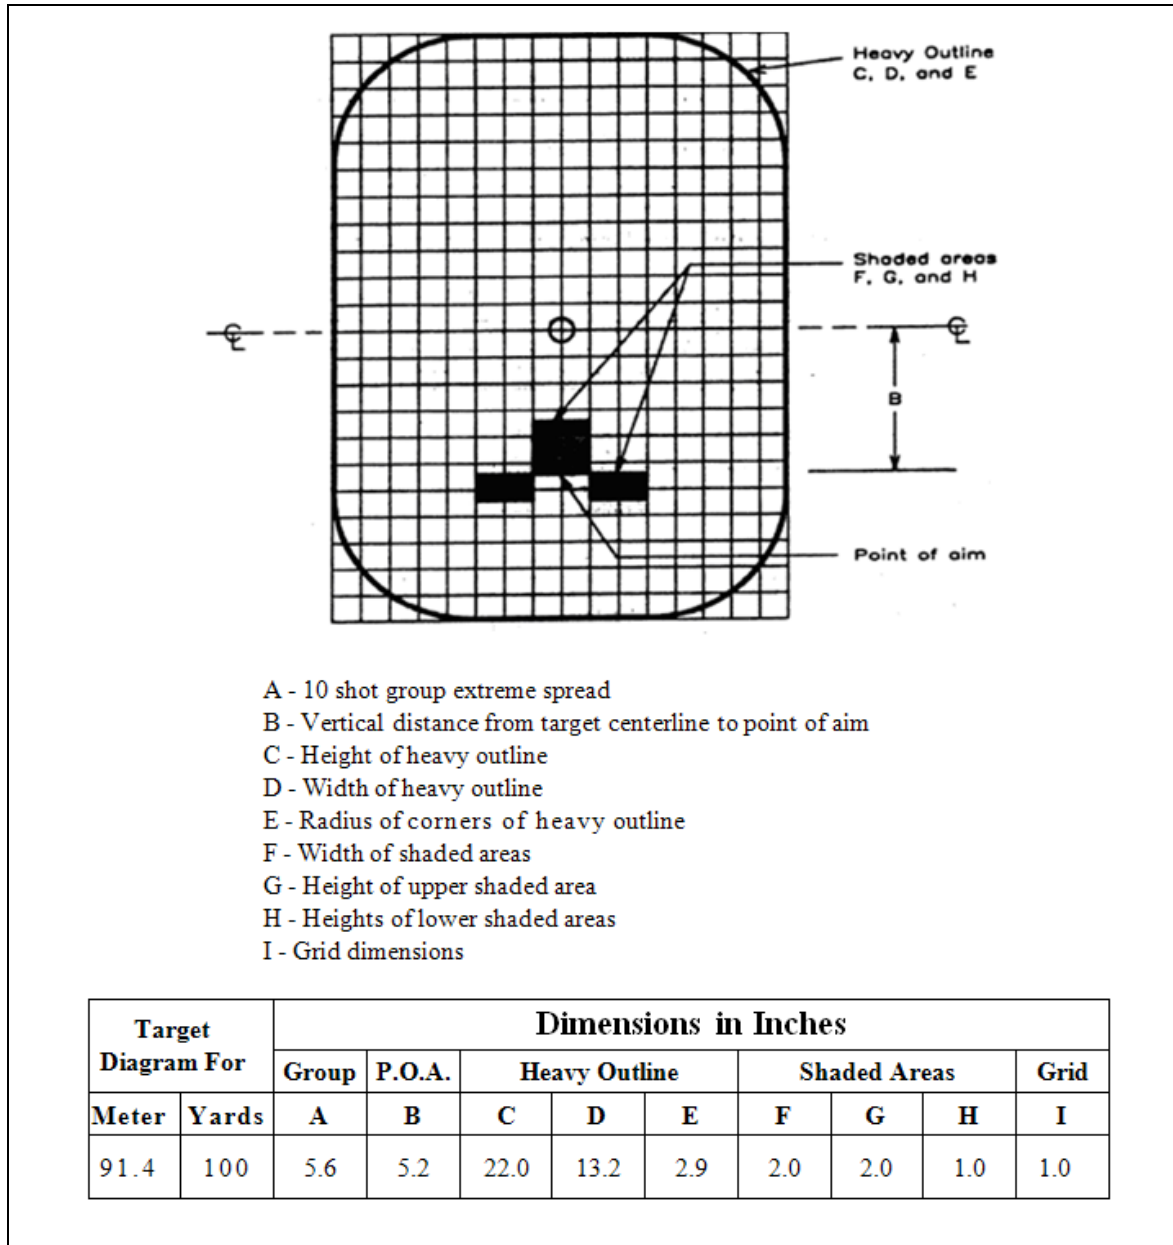 Heavy Outline
C, D, and E
Shaded areas
F, G, and H
℄ ℄
B
Point of aim
A - 10 shot group extreme spread
B - Vertical distance from target centerline to point of aim
C - Height of heavy outline
D - Width of heavy outline
E - Radius of corners of heavy outline
F - Width of shaded areas
G - Height of upper shaded area
H - Heights of lower shaded areas
I - Grid dimensions
Target Diagram For Dimensions in Inches
Group P.O.A. Heavy Outline Shaded Areas Grid
Meter Yards A B C D E F G H I
91.4 100 5.6 5.2 22.0 13.2 2.9 2.0 2.0 1.0 1.0